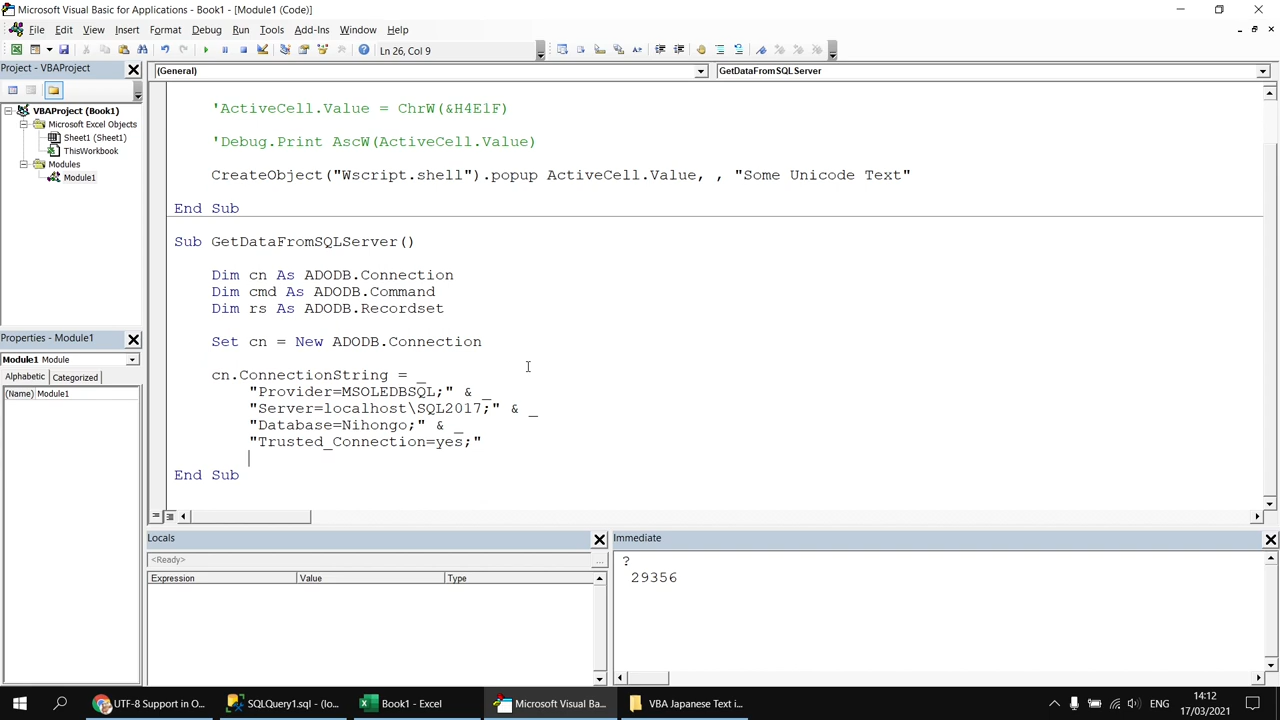 Microsoft Visual Basic for Applications - Book1 - [Module1 (Code)]
File Edit View Insert Format Debug Run Tools Add-Ins Window Help
Ln 26, Col 9
Project - VBAProject
(General)
GetDataFromSQLServer
VBAProject (Book1)
Microsoft Excel Objects
Sheet1 (Sheet1)
ThisWorkbook
Modules
Module1
'ActiveCell.Value = ChrW(&H4E1F)
'Debug.Print AscW(ActiveCell.Value)
CreateObject("Wscript.shell").popup ActiveCell.Value, , "Some Unicode Text"
End Sub
Sub GetDataFromSQLServer()
Dim cn As ADODB.Connection
Dim cmd As ADODB.Command
Dim rs As ADODB.Recordset
Set cn = New ADODB.Connection
cn.ConnectionString = _
"Provider=MSOLEDBSQL;" & _
"Server=localhost\SQL2017;" & _
"Database=Nihongo;" & _
"Trusted_Connection=yes;"
End Sub
Properties - Module1
Module1 Module
Alphabetic Categorized
(Name) Module1
Locals
<Ready>
...
Expression Value Type
Immediate
?
29356
UTF-8 Support in O...
SQLQuery1.sql - (lo...
Book1 - Excel
Microsoft Visual Ba...
VBA Japanese Text i...
ENG
14:12
17/03/2021